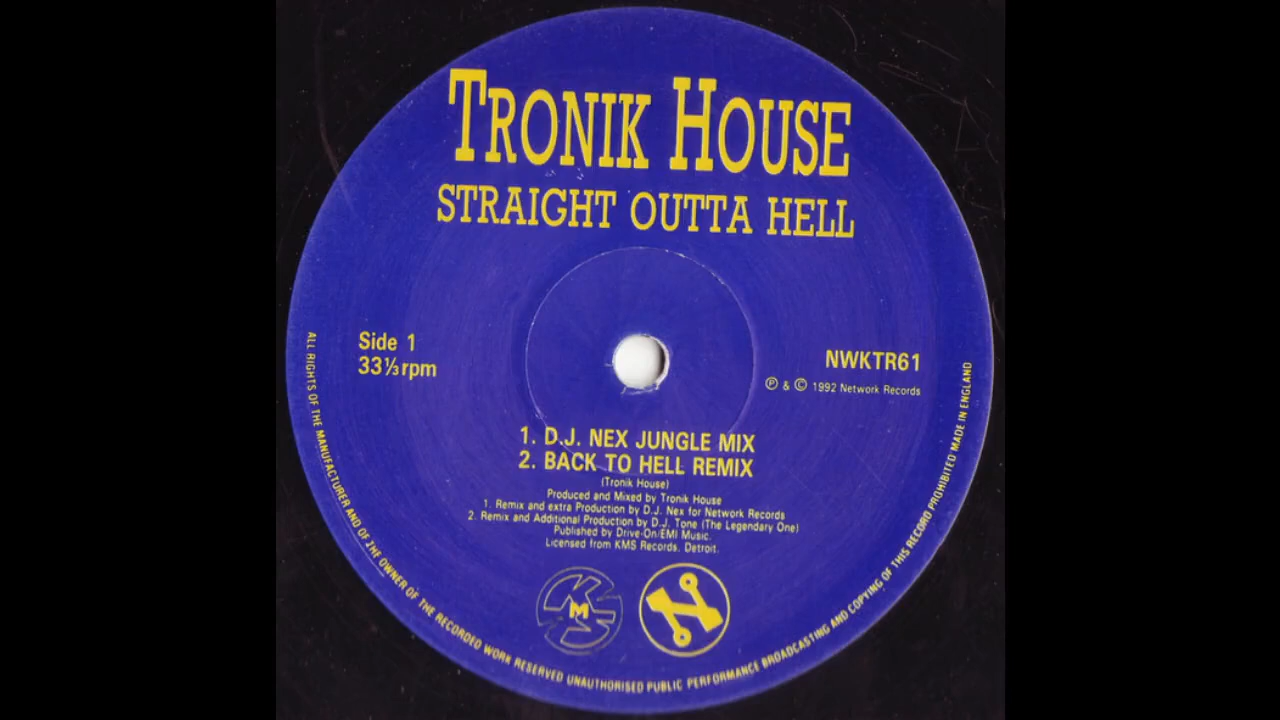 TRONIK HOUSE
STRAIGHT OUTTA HELL
Side 1
33⅓ rpm
NWKTR61
Ⓟ & © 1992 Network Records
1. D.J. NEX JUNGLE MIX
2. BACK TO HELL REMIX
(Tronik House)
Produced and Mixed by Tronik House
1. Remix and extra Production by D.J. Nex for Network Records
2. Remix and Additional Production by D.J. Tone (The Legendary One)
Published by Drive-On/EMI Music.
Licensed from KMS Records. Detroit.
KMS
N
ALL RIGHTS OF THE MANUFACTURER AND OF THE OWNER OF THE RECORDED WORK RESERVED UNAUTHORISED PUBLIC PERFORMANCE BROADCASTING AND COPYING OF THIS RECORD PROHIBITED MADE IN ENGLAND